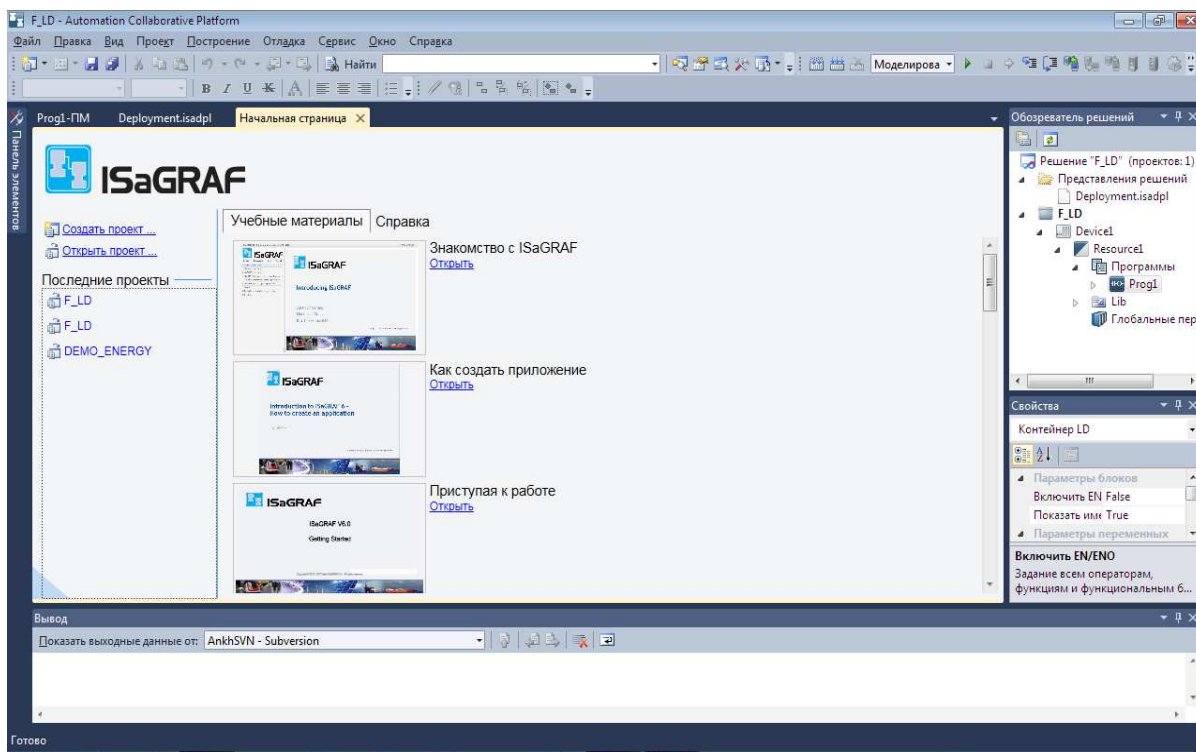 F_LD - Automation Collaborative Platform
Файл Правка Вид Проект Построение Отладка Сервис Окно Справка
Найти Моделирова
B I U K A
Prog1-ПМ Deployment.isadpl Начальная страница
Панель элементов
ISaGRAF
Создать проект ...
Открыть проект ...
Последние проекты
F_LD
F_LD
DEMO_ENERGY
Учебные материалы Справка
Знакомство с ISaGRAF
Открыть
ISaGRAF
ISaGRAF
Introducing ISaGRAF
Как создать приложение
Открыть
ISaGRAF
Introduction to ISaGRAF 6 -
How to create an application
Приступая к работе
Открыть
ISaGRAF
ISaGRAF V6.0
Getting Started
Обозреватель решений
Решение "F_LD" (проектов: 1)
Представления решений
Deployment.isadpl
F_LD
Device1
Resource1
Программы
Prog1
Lib
Глобальные пер
Свойства
Контейнер LD
Параметры блоков
Включить EN False
Показать име True
Параметры переменных
Включить EN/ENO
Задание всем операторам,
функциям и функциональным б...
Вывод
Показать выходные данные от: AnkhSVN - Subversion
Готово